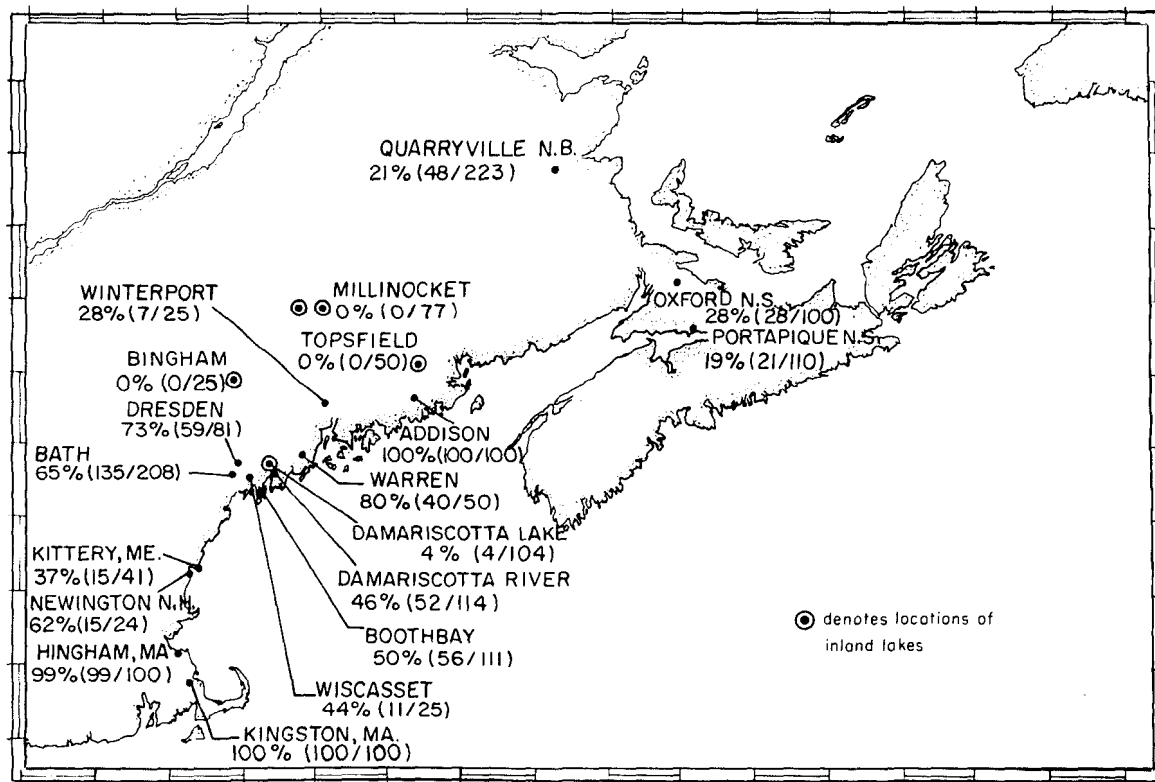 QUARRYVILLE N.B.
21% (48/223)
WINTERPORT
28% (7/25)
MILLINOCKET
0% (0/77)
TOPSFIELD
0% (0/50)
OXFORD N.S.
28% (28/100)
PORTAPIQUE N.S.
19% (21/110)
BINGHAM
0% (0/25)
DRESDEN
73% (59/81)
BATH
65% (135/208)
ADDISON
100% (100/100)
WARREN
80% (40/50)
DAMARISCOTTA LAKE
4% (4/104)
DAMARISCOTTA RIVER
46% (52/114)
KITTERY, ME.
37% (15/41)
NEWINGTON N.H.
62% (15/24)
HINGHAM, MA
99% (99/100)
BOOTHBAY
50% (56/111)
WISCASSET
44% (11/25)
KINGSTON, MA.
100% (100/100)
denotes locations of
inland lakes